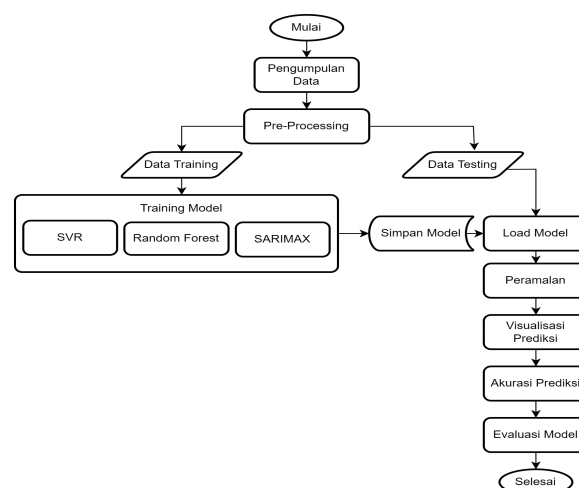 Mulai
Pengumpulan
Data
Pre-Processing
Data Training
Data Testing
Training Model
SVR
Random Forest
SARIMAX
Simpan Model
Load Model
Peramalan
Visualisasi
Prediksi
Akurasi Prediksi
Evaluasi Model
Selesai